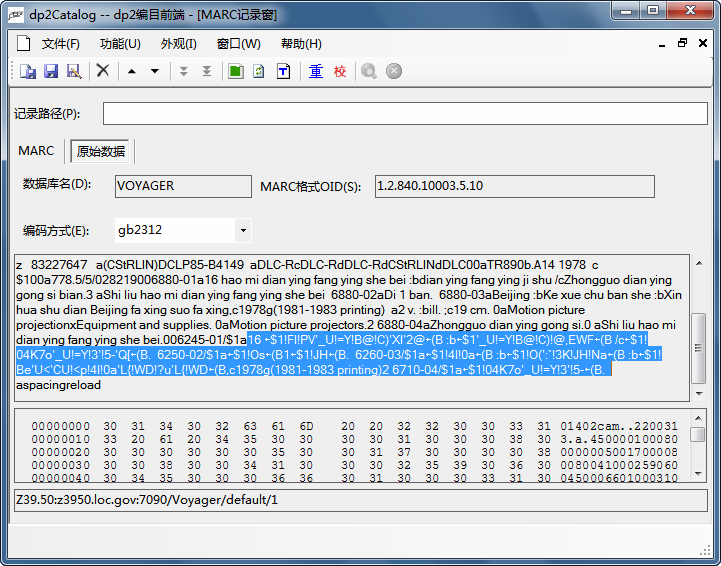 dp2Catalog -- dp2编目前端 - [MARC记录窗]
文件(F) 功能(U) 外观(I) 窗口(W) 帮助(H)
重 校
记录路径(P):
MARC 原始数据
数据库名(D): VOYAGER MARC格式OID(S): 1.2.840.10003.5.10
编码方式(E): gb2312
z 83227647 a(CStRLIN)DCLP85-B4149 aDLC-RcDLC-RdDLC-RdCStRLINdDLC00aTR890b.A14 1978 c
$100a778.5/5/028219006880-01a16 hao mi dian ying fang ying she bei :bdian ying fang ying ji shu /cZhongguo dian ying
gong si bian.3 aShi liu hao mi dian ying fang ying she bei 6880-02aDi 1 ban. 6880-03aBeijing :bKe xue chu ban she :bXin
hua shu dian Beijing fa xing suo fa xing,c1978g(1981-1983 printing) a2 v. :bill. ;c19 cm. 0aMotion picture
projectionxEquipment and supplies. 0aMotion picture projectors.2 6880-04aZhongguo dian ying gong si.0 aShi liu hao mi
dian ying fang ying she bei.006245-01/$1a16 +$1!FI!PV'_U!=Y!B@!C)'X!'2@+(B :b+$1'_U!=Y!B@!C)!@,EWF+(B /c+$1!
04K7o'_U!=Y!3'!5-'Q[+(B. 6250-02/$1a+$1!Os+(B1+$1!JH+(B. 6260-03/$1a+$1!4I!0a+(B :b+$1!O(':`!3K!JH!Na+(B :b+$1!
Be'U<'CU!<p!4I!0a'L{!WD!?u'L{!WD+(B,c1978g(1981-1983 printing)2 6710-04/$1a+$1!04K7o'_U!=Y!3'!5-+(B.
aspacingreload
00000000 30 31 34 30 32 63 61 6D 20 20 32 32 30 30 33 31 01402cam..220031
00000010 33 20 61 20 34 35 30 30 30 31 30 30 30 38 30 3.a.450000100080
00000020 30 30 30 30 30 35 30 30 31 37 30 30 30 30 38 0000005001700008
00000030 30 30 38 30 30 34 31 30 30 32 35 39 30 36 30 0080041000259060
00000040 30 34 35 30 30 30 36 36 30 31 30 30 30 33 31 30 0450006601000310
Z39.50:z3950.loc.gov:7090/Voyager/default/1